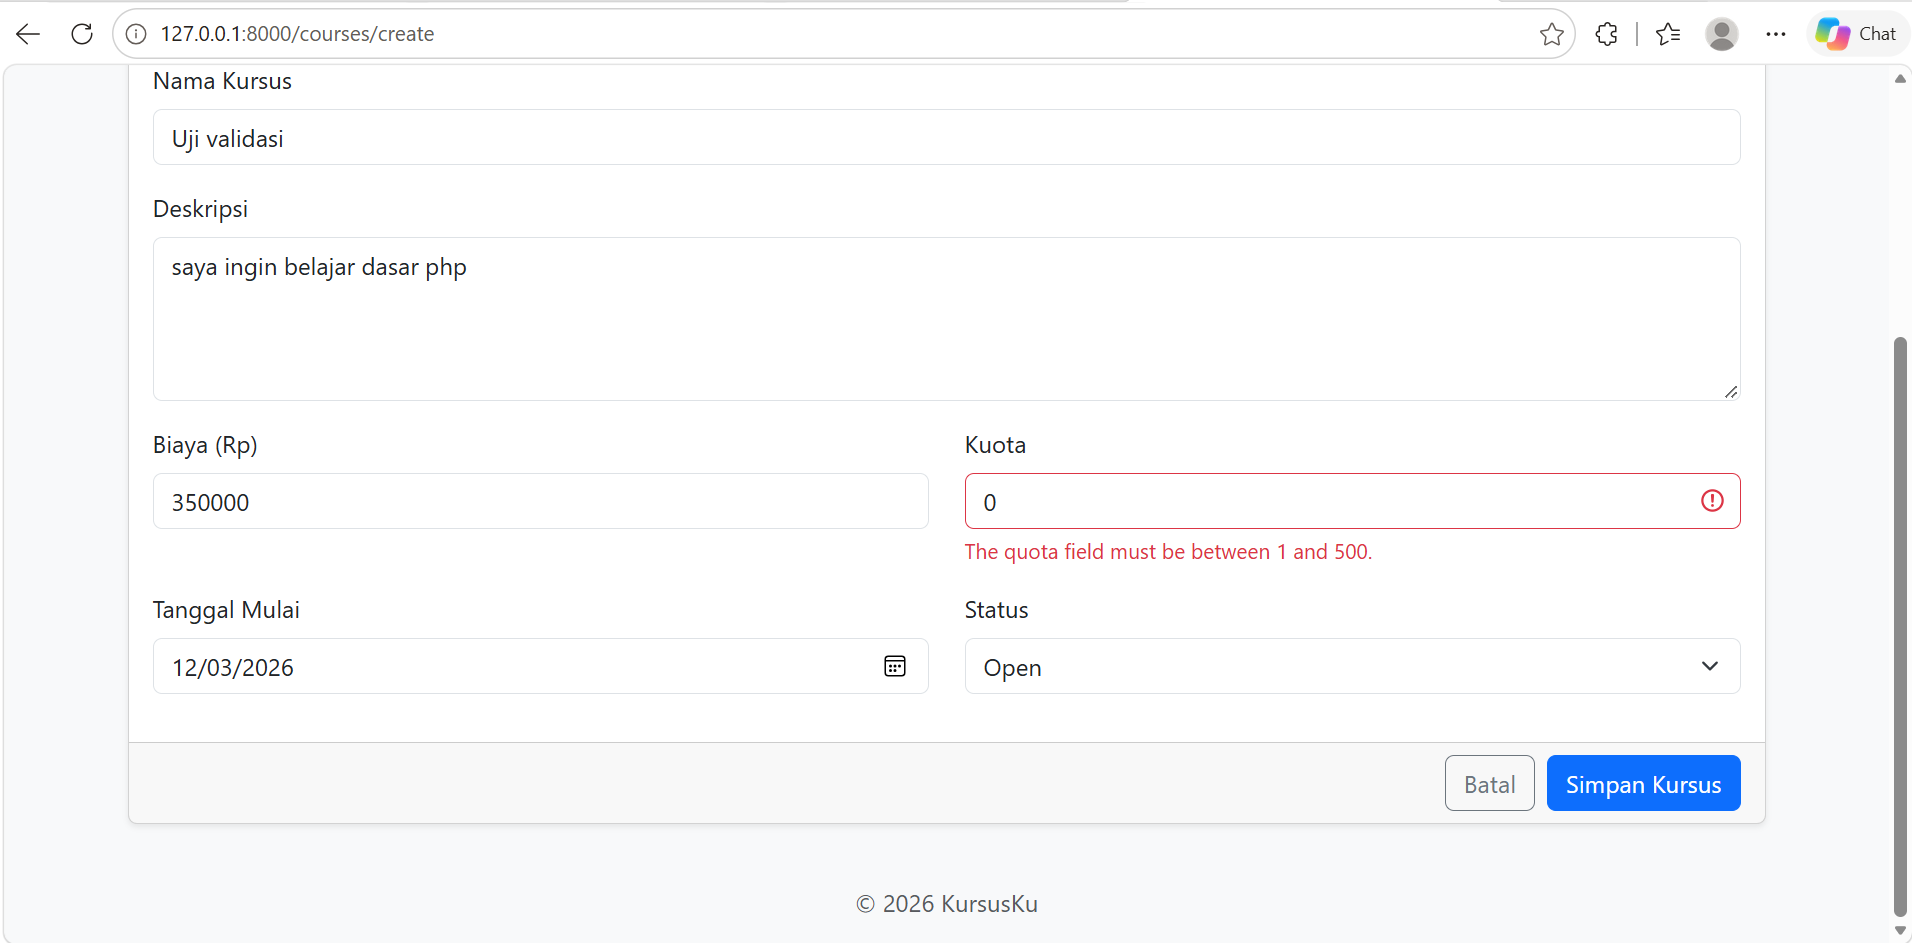 127.0.0.1:8000/courses/create
Chat
Nama Kursus
Uji validasi
Deskripsi
saya ingin belajar dasar php
Biaya (Rp)
Kuota
350000
0
The quota field must be between 1 and 500.
Tanggal Mulai
Status
12/03/2026
Open
Batal
Simpan Kursus
© 2026 KursusKu